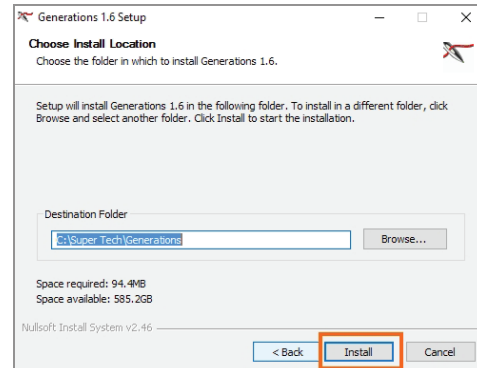 Generations 1.6 Setup
Choose Install Location
Choose the folder in which to install Generations 1.6.
Setup will install Generations 1.6 in the following folder. To install in a different folder, click
Browse and select another folder. Click Install to start the installation.
Destination Folder
C:\Super Tech\Generations
Browse...
Space required: 94.4MB
Space available: 585.2GB
Nullsoft Install System v2.46
< Back
Install
Cancel